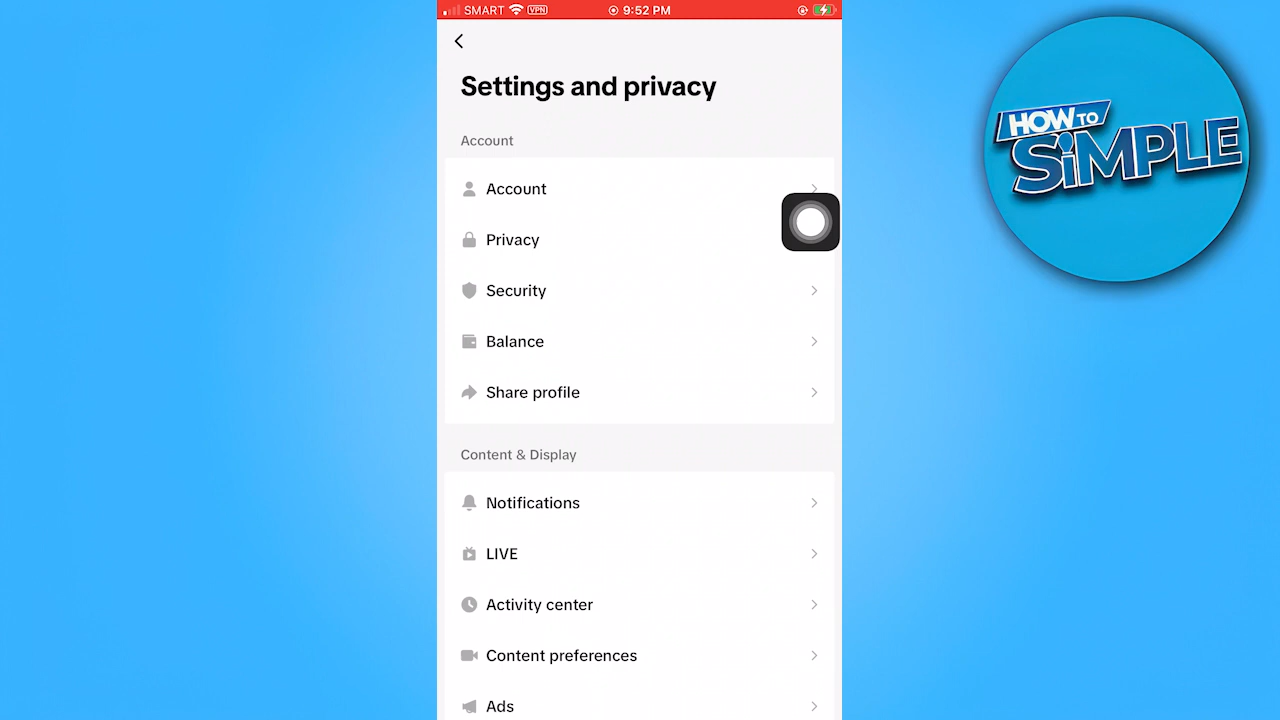 SMART VPN 9:52 PM
Settings and privacy
Account
Account
Privacy
Security
Balance
Share profile
Content & Display
Notifications
LIVE
Activity center
Content preferences
Ads
HOW TO
SiMPLE